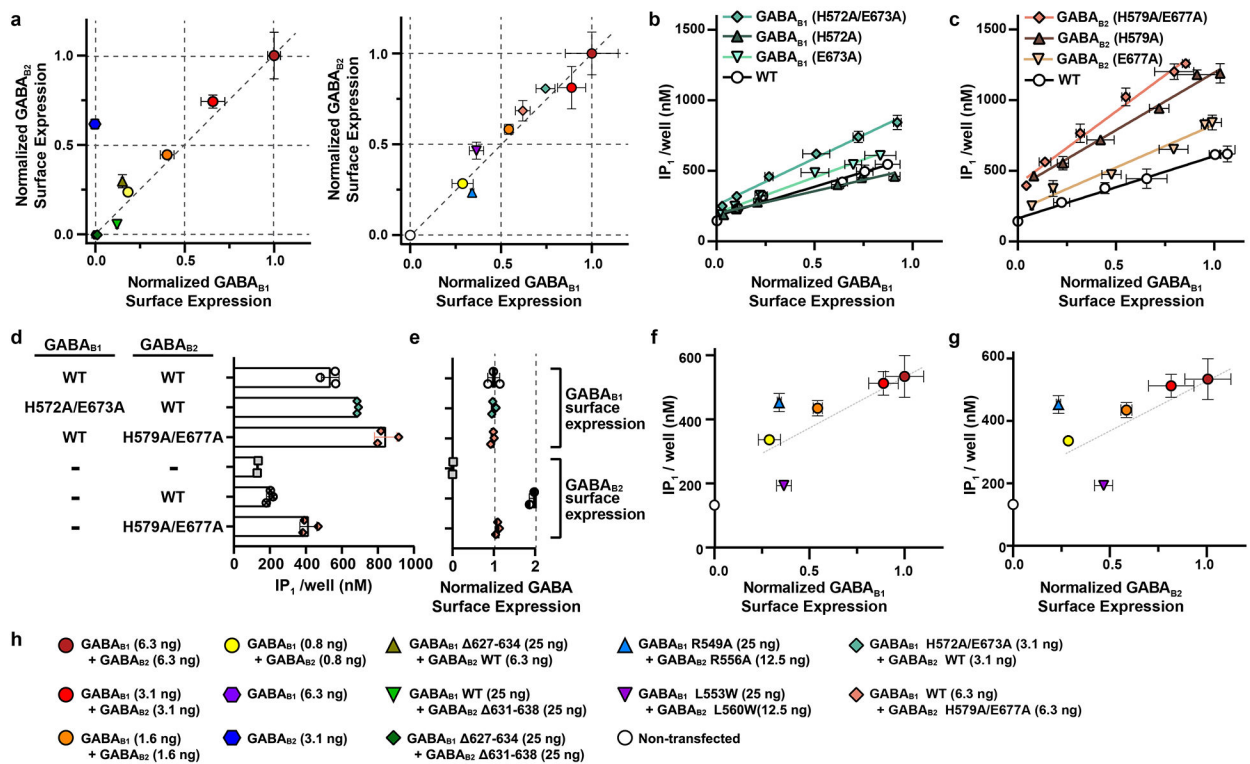 a
Normalized GABAB2
Surface Expression
1.0
0.5
0.0
0.0
0.5
1.0
Normalized GABAB1
Surface Expression
Normalized GABAB2
Surface Expression
1.0
0.5
0.0
0.0
0.5
1.0
Normalized GABAB1
Surface Expression
b
GABAB1 (H572A/E673A)
GABAB1 (H572A)
GABAB1 (E673A)
WT
IP1 /well (nM)
1500
1000
500
0
0.0
0.5
1.0
Normalized GABAB1
Surface Expression
c
GABAB2 (H579A/E677A)
GABAB2 (H579A)
GABAB2 (E677A)
WT
IP1 /well (nM)
1500
1000
500
0
0.0
0.5
1.0
Normalized GABAB1
Surface Expression
d
GABAB1 GABAB2
WT WT
H572A/E673A WT
WT H579A/E677A
- -
- WT
- H579A/E677A
0 200 400 600 800 1000
IP1 /well (nM)
e
GABAB1
surface
expression
GABAB2
surface
expression
0 1 2
Normalized GABA
Surface Expression
f
IP1 / well (nM)
600
400
200
0
0.0
0.5
1.0
Normalized GABAB1
Surface Expression
g
IP1 / well (nM)
600
400
200
0
0.0
0.5
1.0
Normalized GABAB2
Surface Expression
h
GABAB1 (6.3 ng)
+ GABAB2 (6.3 ng)
GABAB1 (0.8 ng)
+ GABAB2 (0.8 ng)
GABAB1 Δ627-634 (25 ng)
+ GABAB2 WT (6.3 ng)
GABAB1 R549A (25 ng)
+ GABAB2 R556A (12.5 ng)
GABAB1 H572A/E673A (3.1 ng)
+ GABAB2 WT (3.1 ng)
GABAB1 (3.1 ng)
+ GABAB2 (3.1 ng)
GABAB1 (6.3 ng)
GABAB1 WT (25 ng)
+ GABAB2 Δ631-638 (25 ng)
GABAB1 L553W (25 ng)
+ GABAB2 L560W(12.5 ng)
GABAB1 WT (6.3 ng)
+ GABAB2 H579A/E677A (6.3 ng)
GABAB1 (1.6 ng)
+ GABAB2 (1.6 ng)
GABAB2 (3.1 ng)
GABAB1 Δ627-634 (25 ng)
+ GABAB2 Δ631-638 (25 ng)
Non-transfected